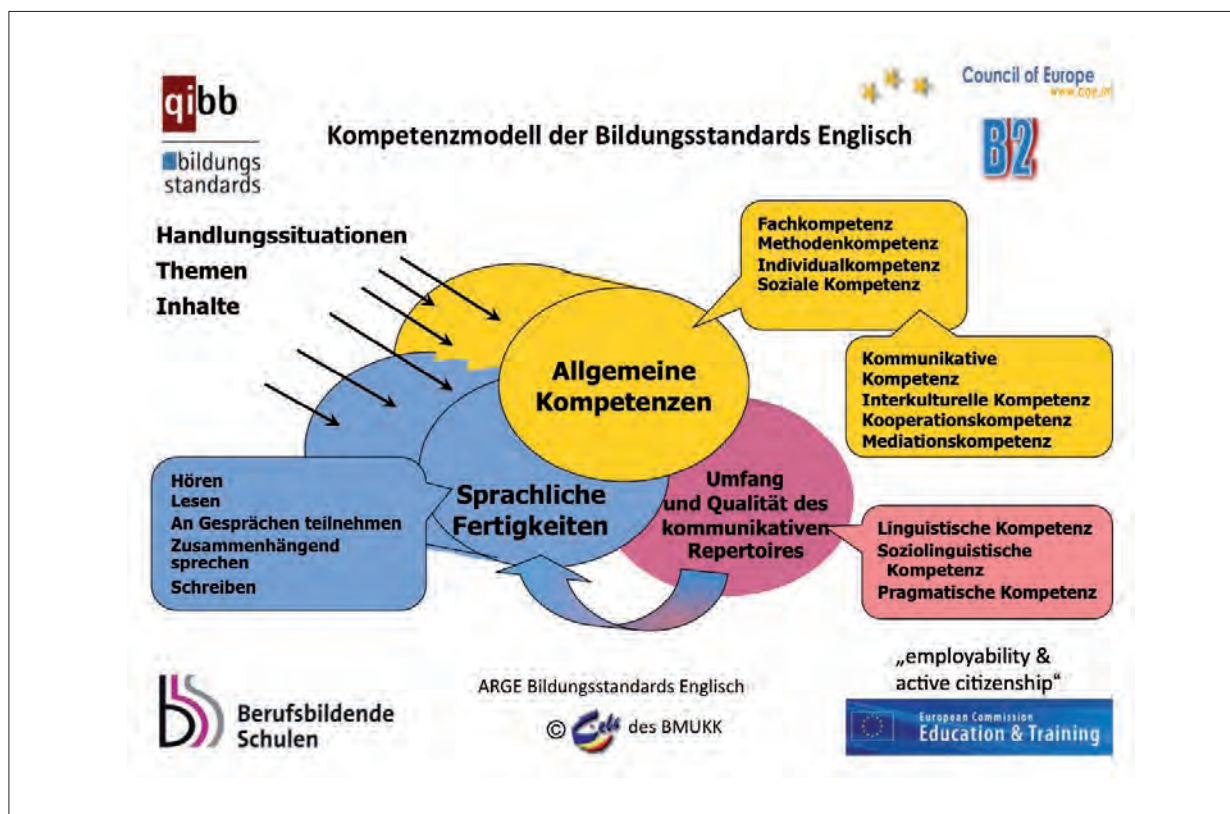 qibb
bildungs
standards
Kompetenzmodell der Bildungsstandards Englisch
Council of Europe
B2
Handlungssituationen
Themen
Inhalte
Fachkompetenz
Methodenkompetenz
Individualkompetenz
Soziale Kompetenz
Kommunikative
Kompetenz
Interkulturelle Kompetenz
Kooperationskompetenz
Mediationskompetenz
Allgemeine
Kompetenzen
Hören
Lesen
An Gesprächen teilnehmen
Zusammenhängend
sprechen
Schreiben
Sprachliche
Fertigkeiten
Umfang
und Qualität des
kommunikativen
Repertoires
Linguistische Kompetenz
Soziolinguistische
Kompetenz
Pragmatische Kompetenz
Berufsbildende
Schulen
ARGE Bildungsstandards Englisch
© des BMUKK
„employability &
active citizenship“
European Commission
Education & Training